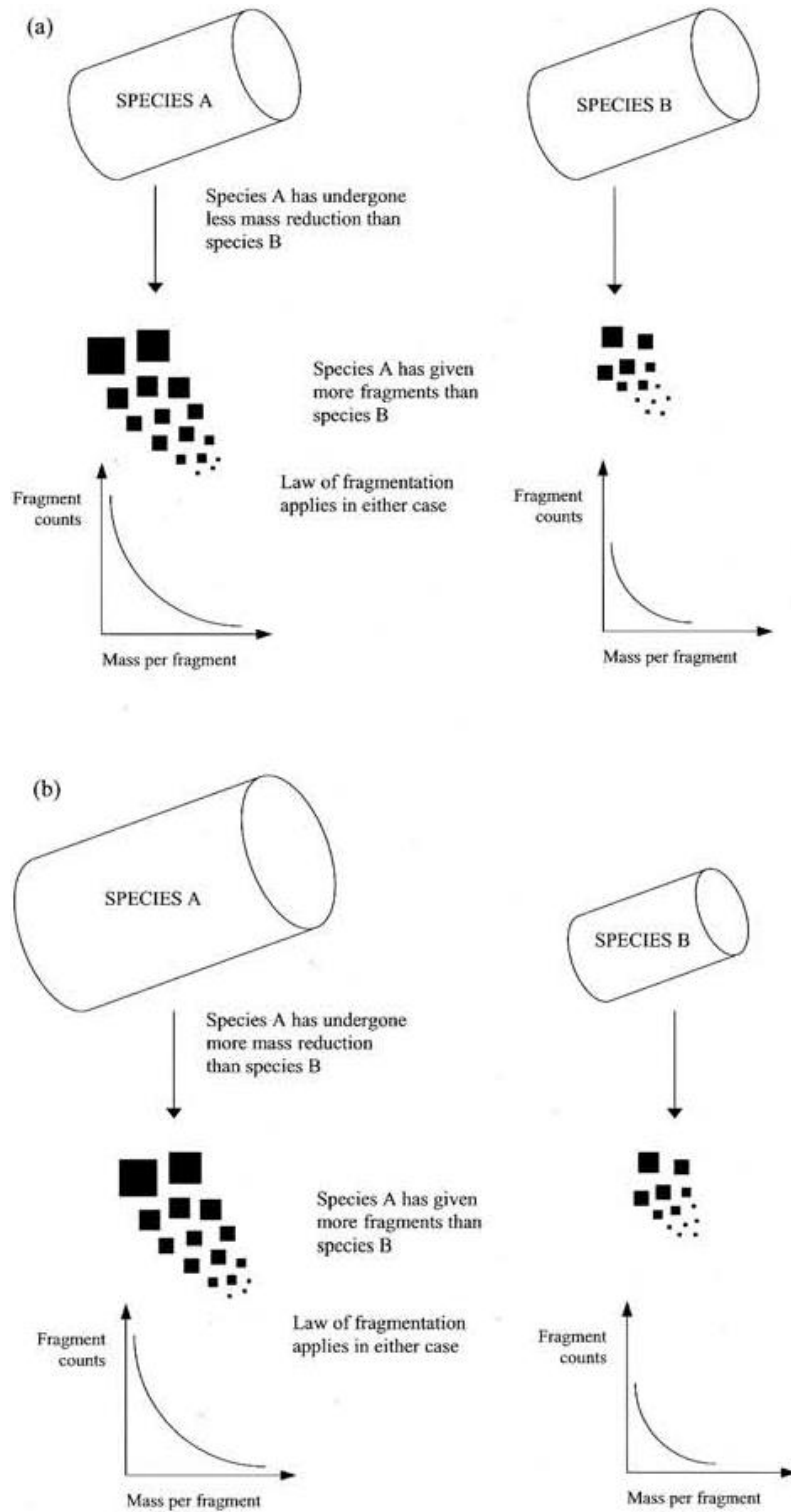 (a)
SPECIES A
SPECIES B
Species A has undergone
less mass reduction than
species B
Species A has given
more fragments than
species B
Law of fragmentation
applies in either case
Fragment
counts
Mass per fragment
Fragment
counts
Mass per fragment
(b)
SPECIES A
SPECIES B
Species A has undergone
more mass reduction
than species B
Species A has given
more fragments than
species B
Law of fragmentation
applies in either case
Fragment
counts
Mass per fragment
Fragment
counts
Mass per fragment